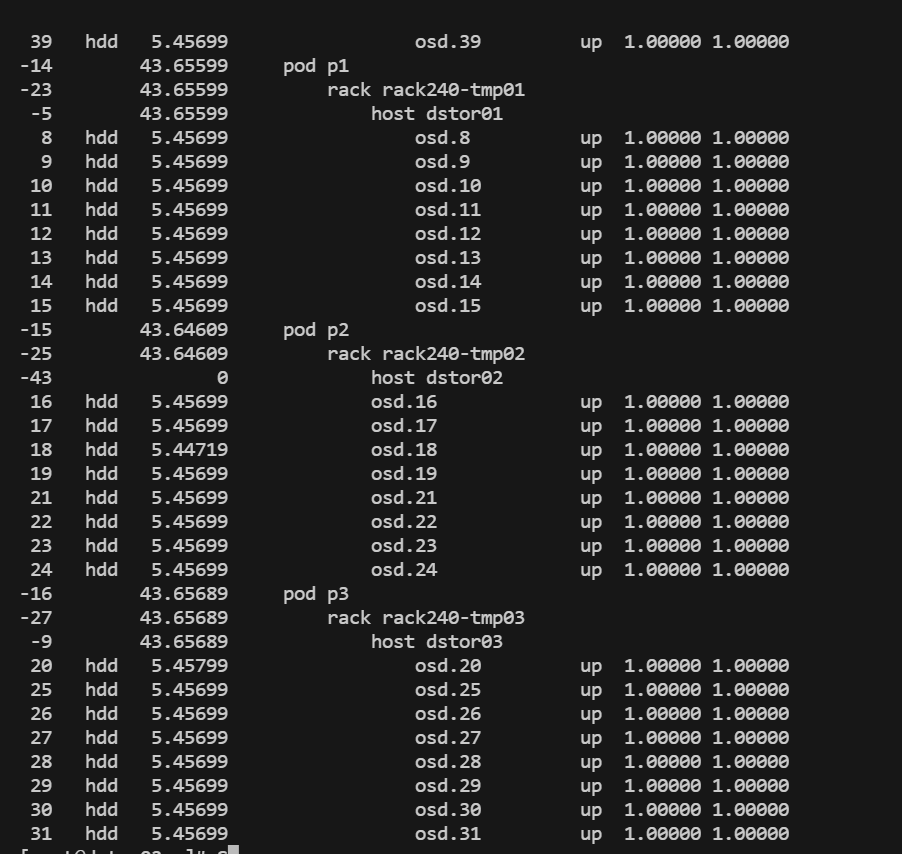 39 hdd 5.45699 osd.39 up 1.00000 1.00000
-14 43.65599 pod p1
-23 43.65599 rack rack240-tmp01
-5 43.65599 host dstor01
8 hdd 5.45699 osd.8 up 1.00000 1.00000
9 hdd 5.45699 osd.9 up 1.00000 1.00000
10 hdd 5.45699 osd.10 up 1.00000 1.00000
11 hdd 5.45699 osd.11 up 1.00000 1.00000
12 hdd 5.45699 osd.12 up 1.00000 1.00000
13 hdd 5.45699 osd.13 up 1.00000 1.00000
14 hdd 5.45699 osd.14 up 1.00000 1.00000
15 hdd 5.45699 osd.15 up 1.00000 1.00000
-15 43.64609 pod p2
-25 43.64609 rack rack240-tmp02
-43 0 host dstor02
16 hdd 5.45699 osd.16 up 1.00000 1.00000
17 hdd 5.45699 osd.17 up 1.00000 1.00000
18 hdd 5.44719 osd.18 up 1.00000 1.00000
19 hdd 5.45699 osd.19 up 1.00000 1.00000
21 hdd 5.45699 osd.21 up 1.00000 1.00000
22 hdd 5.45699 osd.22 up 1.00000 1.00000
23 hdd 5.45699 osd.23 up 1.00000 1.00000
24 hdd 5.45699 osd.24 up 1.00000 1.00000
-16 43.65689 pod p3
-27 43.65689 rack rack240-tmp03
-9 43.65689 host dstor03
20 hdd 5.45799 osd.20 up 1.00000 1.00000
25 hdd 5.45699 osd.25 up 1.00000 1.00000
26 hdd 5.45699 osd.26 up 1.00000 1.00000
27 hdd 5.45699 osd.27 up 1.00000 1.00000
28 hdd 5.45699 osd.28 up 1.00000 1.00000
29 hdd 5.45699 osd.29 up 1.00000 1.00000
30 hdd 5.45699 osd.30 up 1.00000 1.00000
31 hdd 5.45699 osd.31 up 1.00000 1.00000